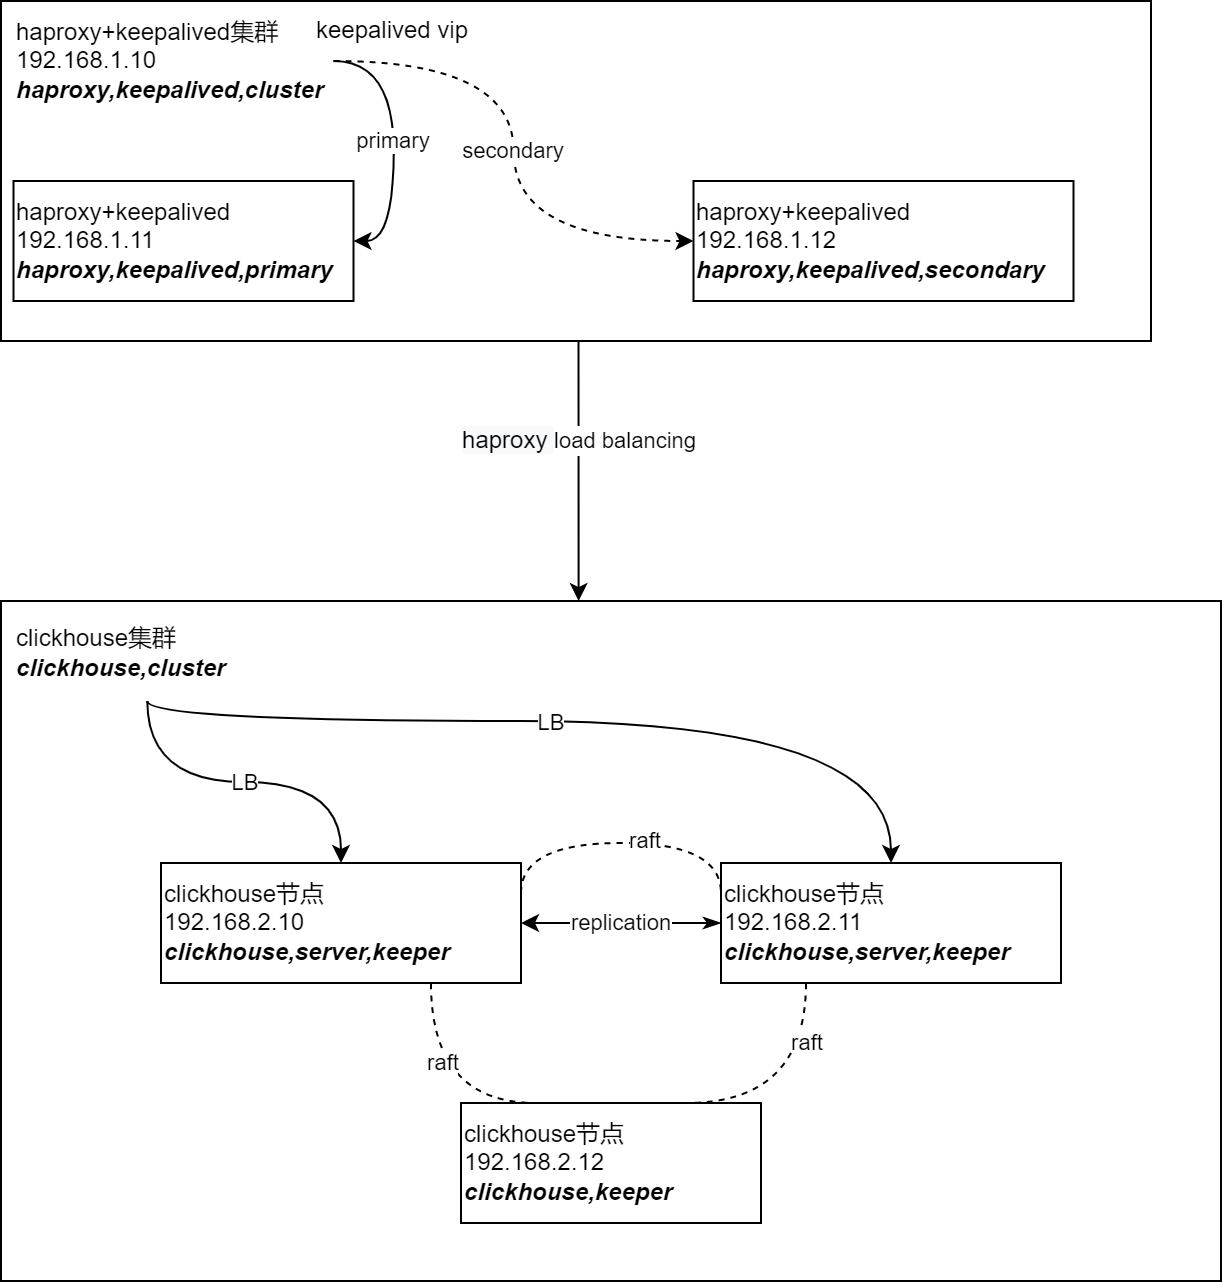 haproxy+keepalived集群
keepalived vip
192.168.1.10
haproxy,keepalived,cluster
primary
secondary
haproxy+keepalived
192.168.1.11
haproxy,keepalived,primary
haproxy+keepalived
192.168.1.12
haproxy,keepalived,secondary
haproxy load balancing
clickhouse集群
clickhouse,cluster
LB
LB
raft
clickhouse节点
192.168.2.10
clickhouse,server,keeper
replication
clickhouse节点
192.168.2.11
clickhouse,server,keeper
raft
raft
clickhouse节点
192.168.2.12
clickhouse,keeper